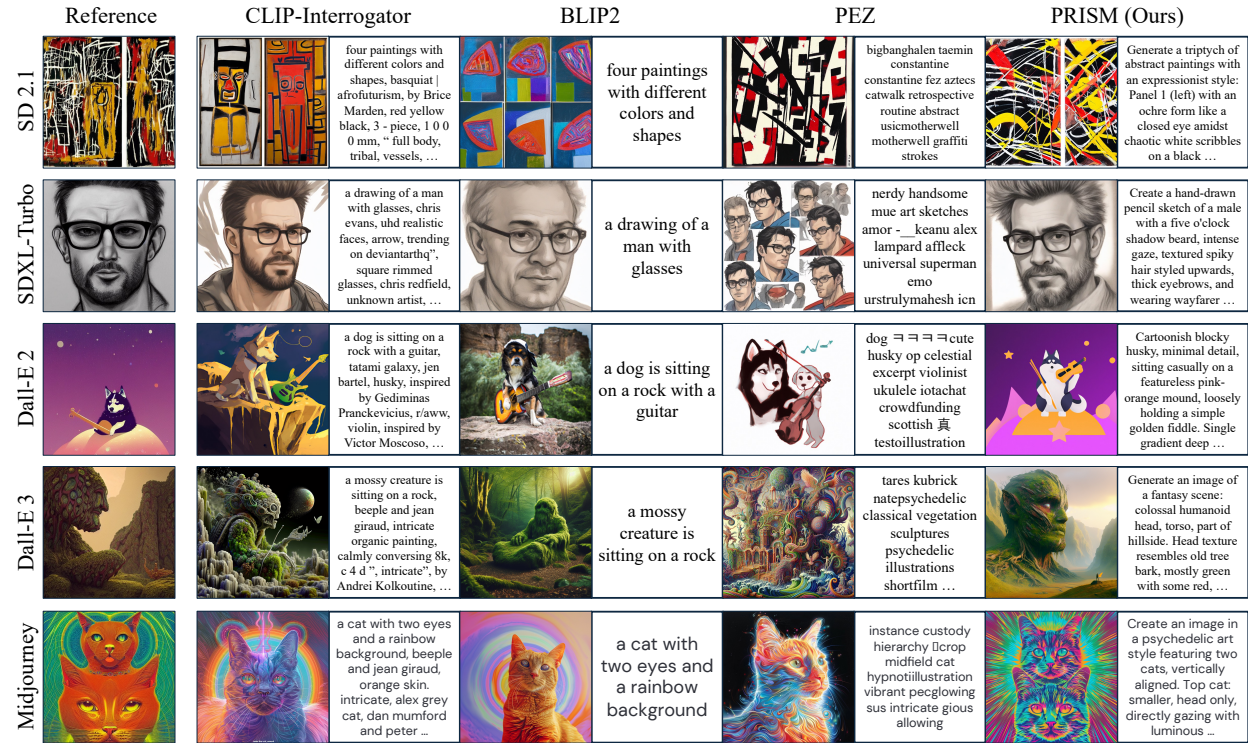 Reference
CLIP-Interrogator
BLIP2
PEZ
PRISM (Ours)
SD 2.1
four paintings with
different colors and
shapes, basquiat |
afrofuturism, by Brice
Marden, red yellow
black, 3 - piece, 1 0 0
0 mm, “ full body,
tribal, vessels, …
four paintings
with different
colors and
shapes
bigbanghalen taemin
constantine
constantine fez aztecs
catwalk retrospective
routine abstract
usicmotherwell
motherwell graffiti
strokes
Generate a triptych of
abstract paintings with
an expressionist style:
Panel 1 (left) with an
ochre form like a
closed eye amidst
chaotic white scribbles
on a black …
SDXL-Turbo
a drawing of a man
with glasses, chris
evans, uhd realistic
faces, arrow, trending
on deviantarthq”,
square rimmed
glasses, chris redfield,
unknown artist, …
a drawing of a
man with
glasses
nerdy handsome
mue art sketches
amor -__keanu alex
lampard affleck
universal superman
emo
urstrulymahesh icn
Create a hand-drawn
pencil sketch of a male
with a five o'clock
shadow beard, intense
gaze, textured spiky
hair styled upwards,
thick eyebrows, and
wearing wayfarer …
Dall-E 2
a dog is sitting on a
rock with a guitar,
tatami galaxy, jen
bartel, husky, inspired
by Gediminas
Pranckevicius, r/aww,
violin, inspired by
Victor Moscoso, …
a dog is sitting
on a rock with a
guitar
dog ㅋㅋㅋㅋcute
husky op celestial
excerpt violinist
ukulele iotachat
crowdfunding
scottish 真
testoillustration
Cartoonish blocky
husky, minimal detail,
sitting casually on a
featureless pink-
orange mound, loosely
holding a simple
golden fiddle. Single
gradient deep …
Dall-E 3
a mossy creature is
sitting on a rock,
beeple and jean
giraud, intricate
organic painting,
calmly conversing 8k,
c 4 d ”, intricate”, by
Andrei Kolkoutine, …
a mossy
creature is
sitting on a rock
tares kubrick
natepsychedelic
classical vegetation
sculptures
psychedelic
illustrations
shortfilm …
Generate an image of
a fantasy scene:
colossal humanoid
head, torso, part of
hillside. Head texture
resembles old tree
bark, mostly green
with some red, …
Midjourney
a cat with two eyes
and a rainbow
background, beeple
and jean giraud,
orange skin.
intricate, alex grey
cat, dan mumford
and peter …
a cat with
two eyes and
a rainbow
background
instance custody
hierarchy ▯crop
midfield cat
hypnotiillustration
vibrant pecglowing
sus intricate gious
allowing
Create an image in
a psychedelic art
style featuring two
cats, vertically
aligned. Top cat:
smaller, head only,
directly gazing with
luminous …